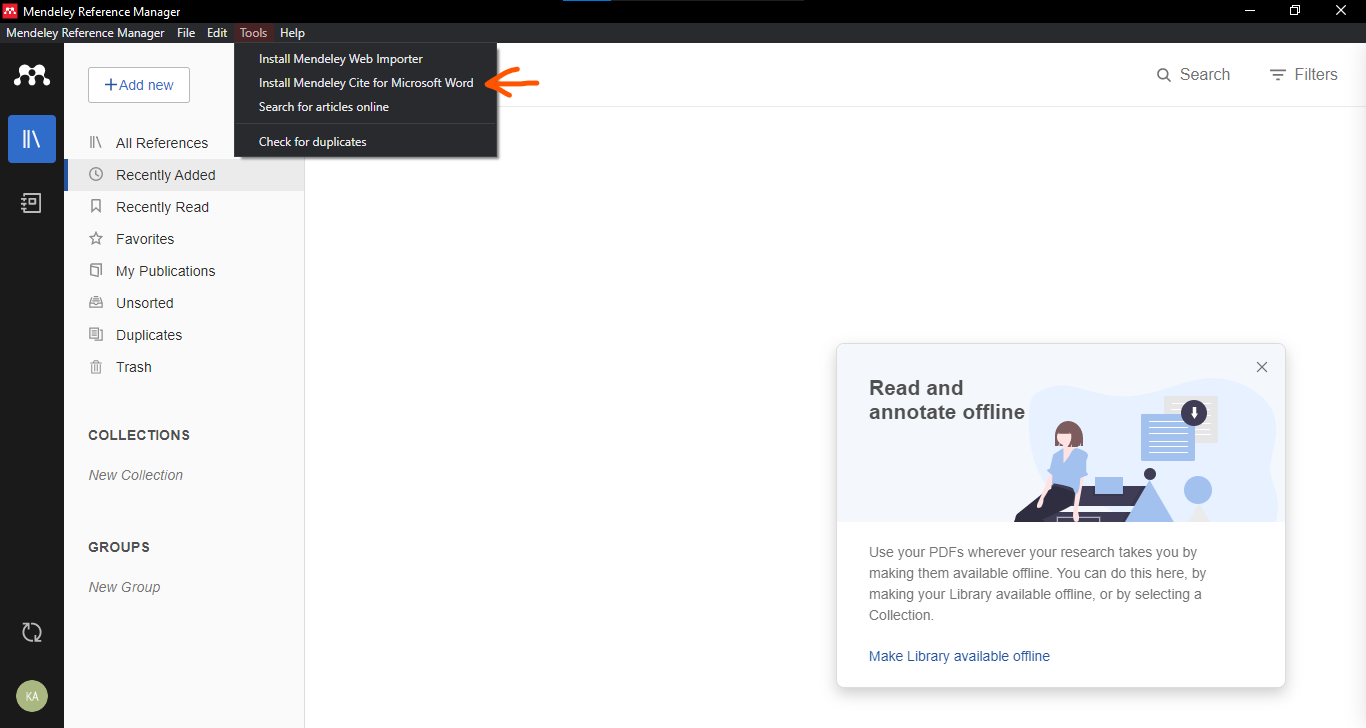 Mendeley Reference Manager
Mendeley Reference Manager File Edit Tools Help
Install Mendeley Web Importer
Install Mendeley Cite for Microsoft Word
Search for articles online
Check for duplicates
+Add new
Search
Filters
All References
Recently Added
Recently Read
Favorites
My Publications
Unsorted
Duplicates
Trash
COLLECTIONS
New Collection
GROUPS
New Group
KA
Read and
annotate offline
Use your PDFs wherever your research takes you by
making them available offline. You can do this here, by
making your Library available offline, or by selecting a
Collection.
Make Library available offline